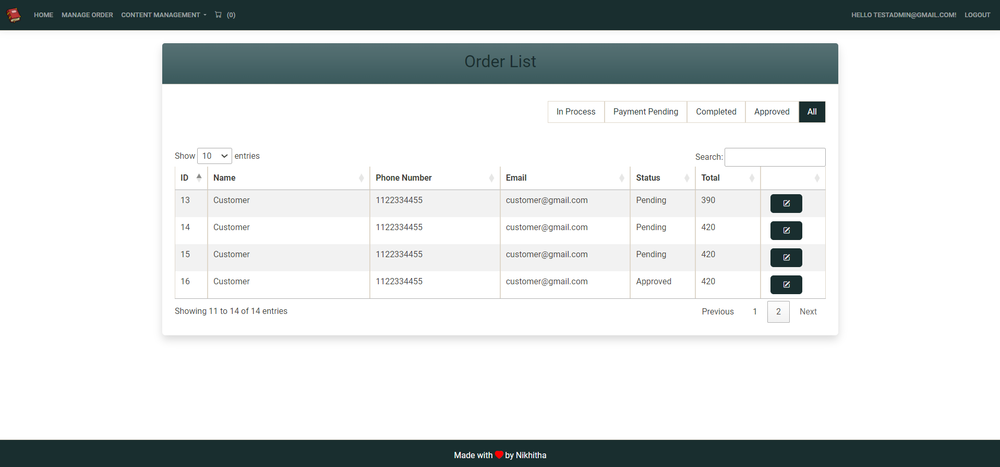 HOME MANAGE ORDER CONTENT MANAGEMENT (0) HELLO TESTADMIN@GMAIL.COM! LOGOUT
Order List
In Process Payment Pending Completed Approved All
Show 10 entries Search:
ID Name Phone Number Email Status Total
13 Customer 1122334455 customer@gmail.com Pending 390
14 Customer 1122334455 customer@gmail.com Pending 420
15 Customer 1122334455 customer@gmail.com Pending 420
16 Customer 1122334455 customer@gmail.com Approved 420
Showing 11 to 14 of 14 entries Previous 1 2 Next
Made with ❤ by Nikhitha